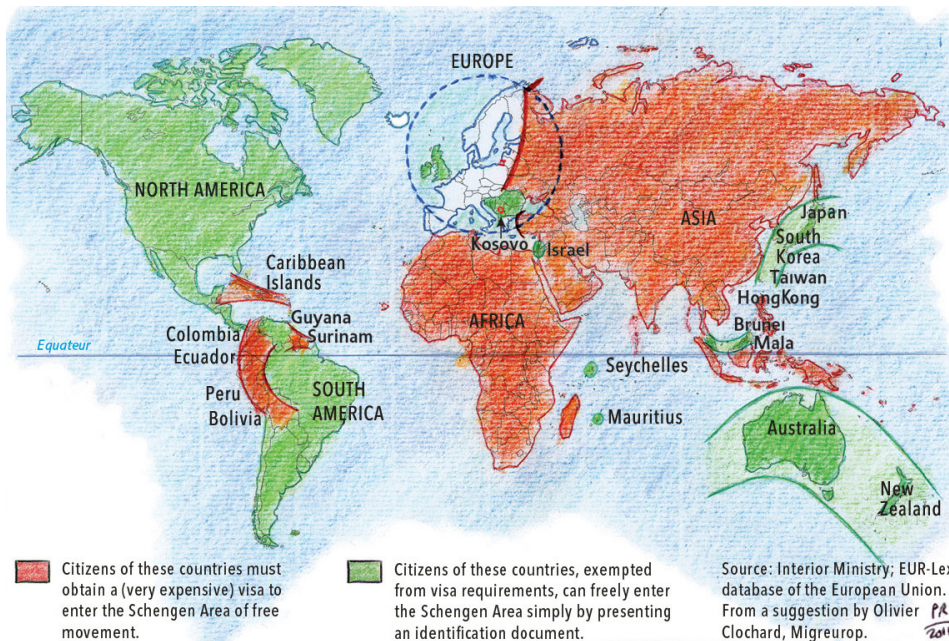 EUROPE
NORTH AMERICA
ASIA
Japan
South
Korea
Taiwan
HongKong
Kosovo
Israel
Caribbean
Islands
Guyana
Surinam
Colombia
Ecuador
AFRICA
Brunei
Mala
Equateur
Seychelles
Peru
Bolivia
SOUTH
AMERICA
Mauritius
Australia
New
Zealand
Citizens of these countries must
obtain a (very expensive) visa to
enter the Schengen Area of free
movement.
Citizens of these countries, exempted
from visa requirements, can freely enter
the Schengen Area simply by presenting
an identification document.
Source: Interior Ministry; EUR-Lex
database of the European Union.
From a suggestion by Olivier
Clochard, Migreurop.
PR